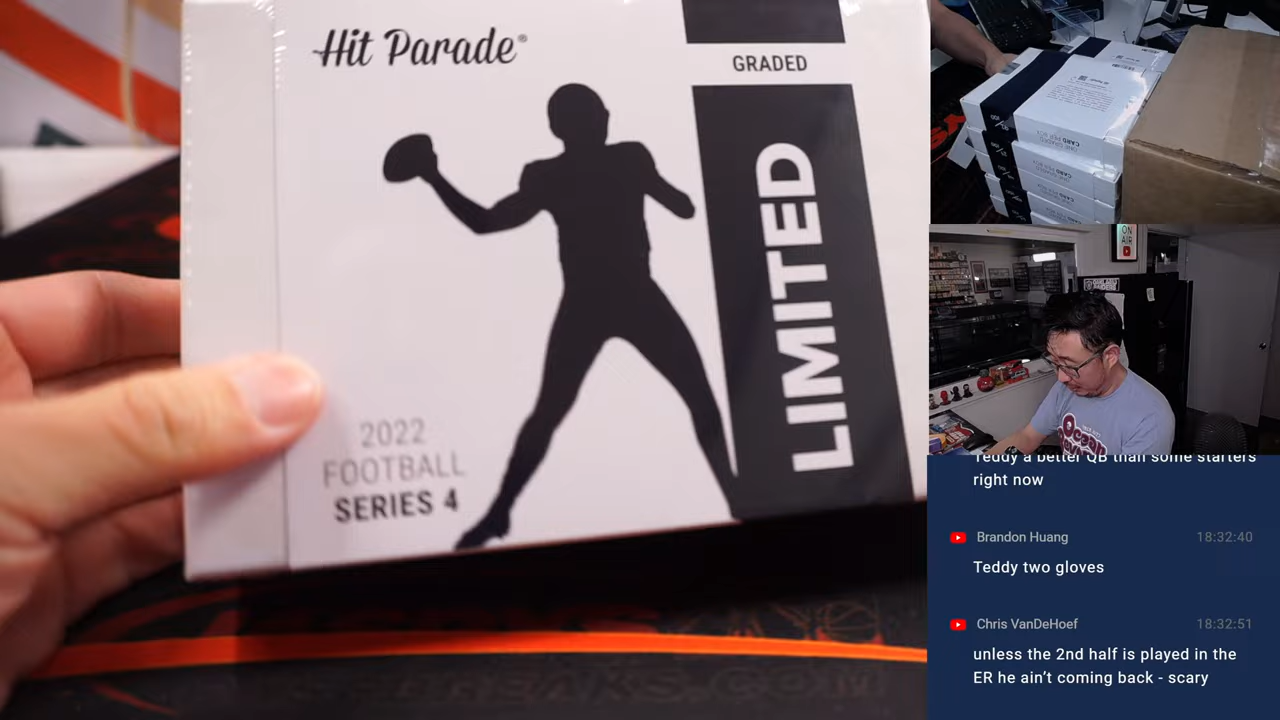 Hit Parade®
GRADED
LIMITED
2022
FOOTBALL
SERIES 4
ON
AIR
Teddy a better QB than some starters
right now
Brandon Huang 18:32:40
Teddy two gloves
Chris VanDeHoef 18:32:51
unless the 2nd half is played in the
ER he ain't coming back - scary